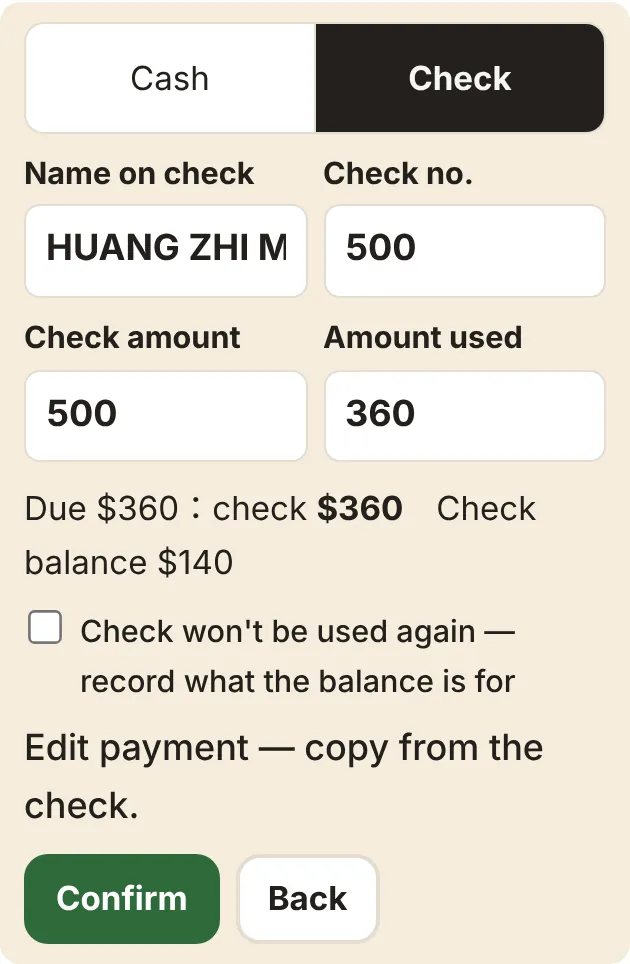 Cash Check
Name on check Check no.
HUANG ZHI M 500
Check amount Amount used
500 360
Due $360：check $360 Check
balance $140
Check won't be used again —
record what the balance is for
Edit payment — copy from the
check.
Confirm Back